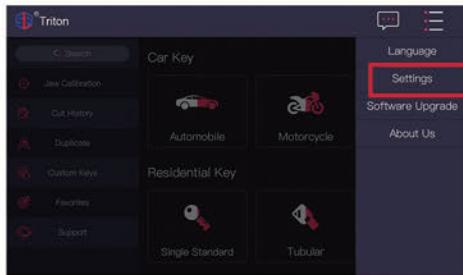 Triton
Search
Jaw Calibration
Cut History
Duplicate
Custom Keys
Favorites
Support
Car Key
Automobile
Motorcycle
Residential Key
Single Standard
Tubular
Language
Settings
Software Upgrade
About Us